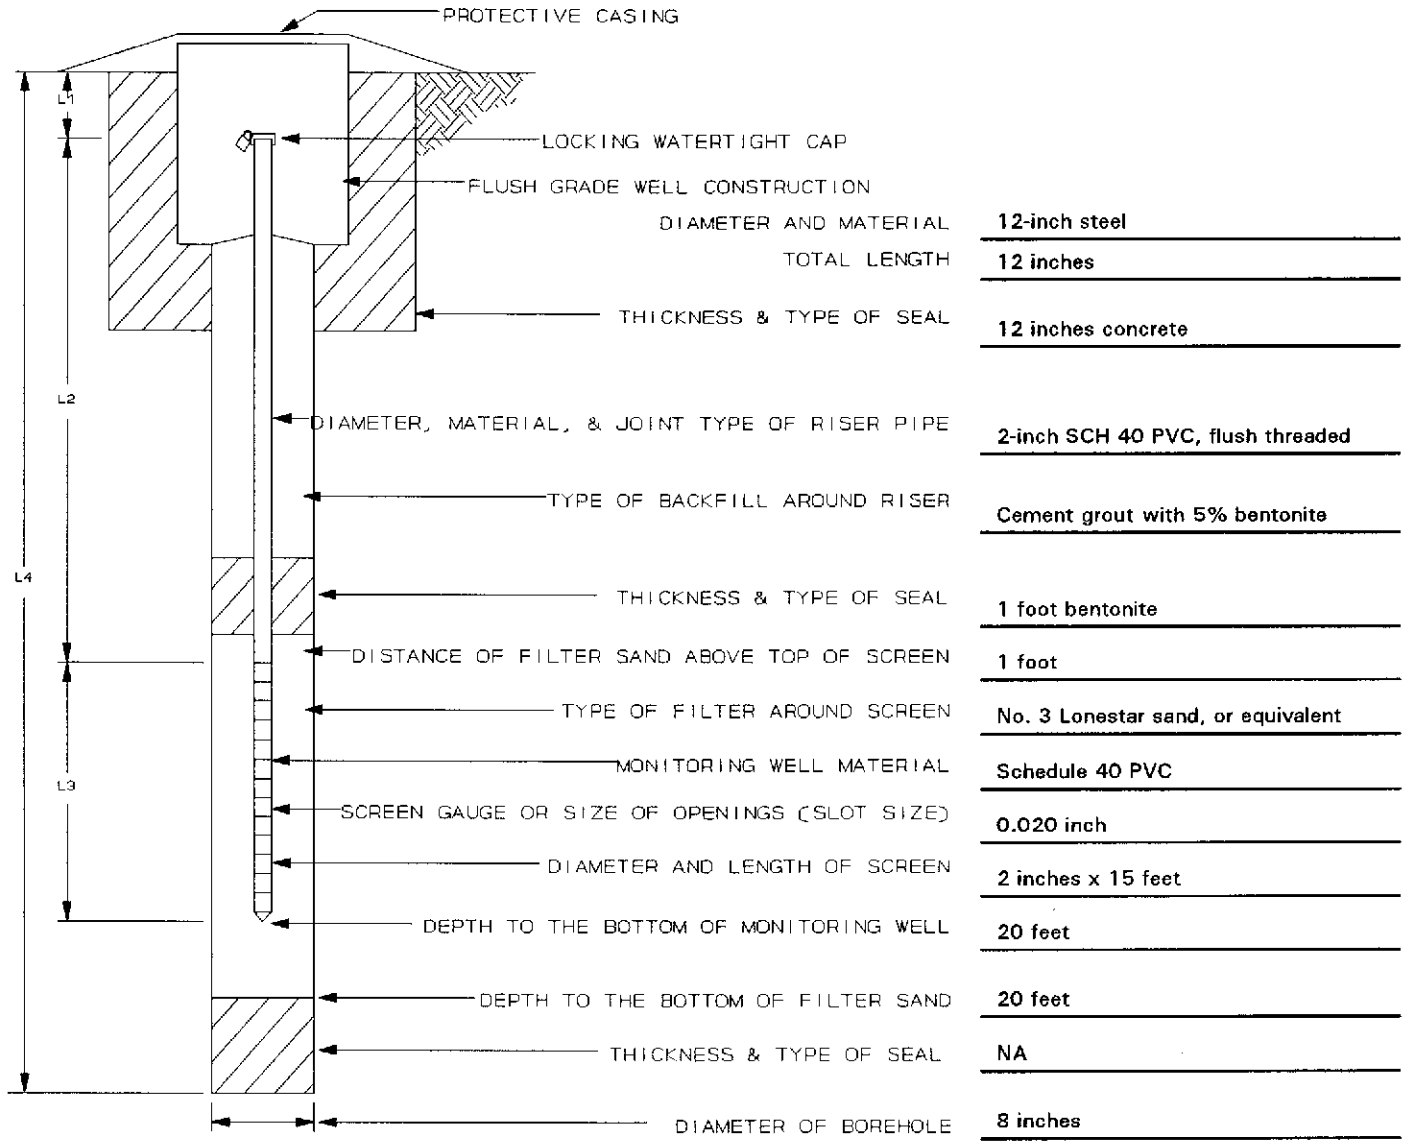 PROTECTIVE CASING
L1
LOCKING WATERTIGHT CAP
FLUSH GRADE WELL CONSTRUCTION
DIAMETER AND MATERIAL 12-inch steel
TOTAL LENGTH 12 inches
THICKNESS & TYPE OF SEAL 12 inches concrete
L2
DIAMETER, MATERIAL, & JOINT TYPE OF RISER PIPE 2-inch SCH 40 PVC, flush threaded
TYPE OF BACKFILL AROUND RISER Cement grout with 5% bentonite
L4
THICKNESS & TYPE OF SEAL 1 foot bentonite
DISTANCE OF FILTER SAND ABOVE TOP OF SCREEN 1 foot
TYPE OF FILTER AROUND SCREEN No. 3 Lonestar sand, or equivalent
MONITORING WELL MATERIAL Schedule 40 PVC
L3
SCREEN GAUGE OR SIZE OF OPENINGS (SLOT SIZE) 0.020 inch
DIAMETER AND LENGTH OF SCREEN 2 inches x 15 feet
DEPTH TO THE BOTTOM OF MONITORING WELL 20 feet
DEPTH TO THE BOTTOM OF FILTER SAND 20 feet
THICKNESS & TYPE OF SEAL NA
DIAMETER OF BOREHOLE 8 inches